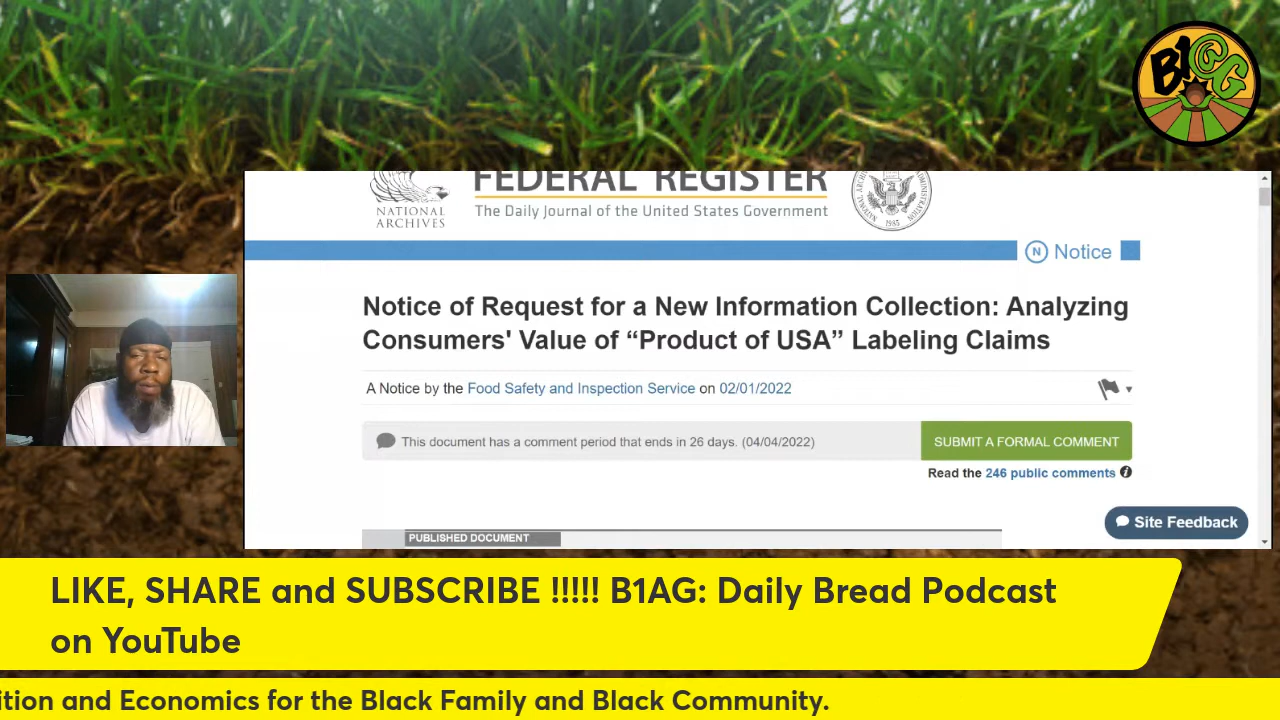 B1GG
FEDERAL REGISTER
The Daily Journal of the United States Government
NATIONAL
ARCHIVES
1985
N Notice
Notice of Request for a New Information Collection: Analyzing
Consumers' Value of “Product of USA” Labeling Claims
A Notice by the Food Safety and Inspection Service on 02/01/2022
This document has a comment period that ends in 26 days. (04/04/2022)
SUBMIT A FORMAL COMMENT
Read the 246 public comments i
Site Feedback
PUBLISHED DOCUMENT
LIKE, SHARE and SUBSCRIBE !!!!! B1AG: Daily Bread Podcast
on YouTube
ition and Economics for the Black Family and Black Community.